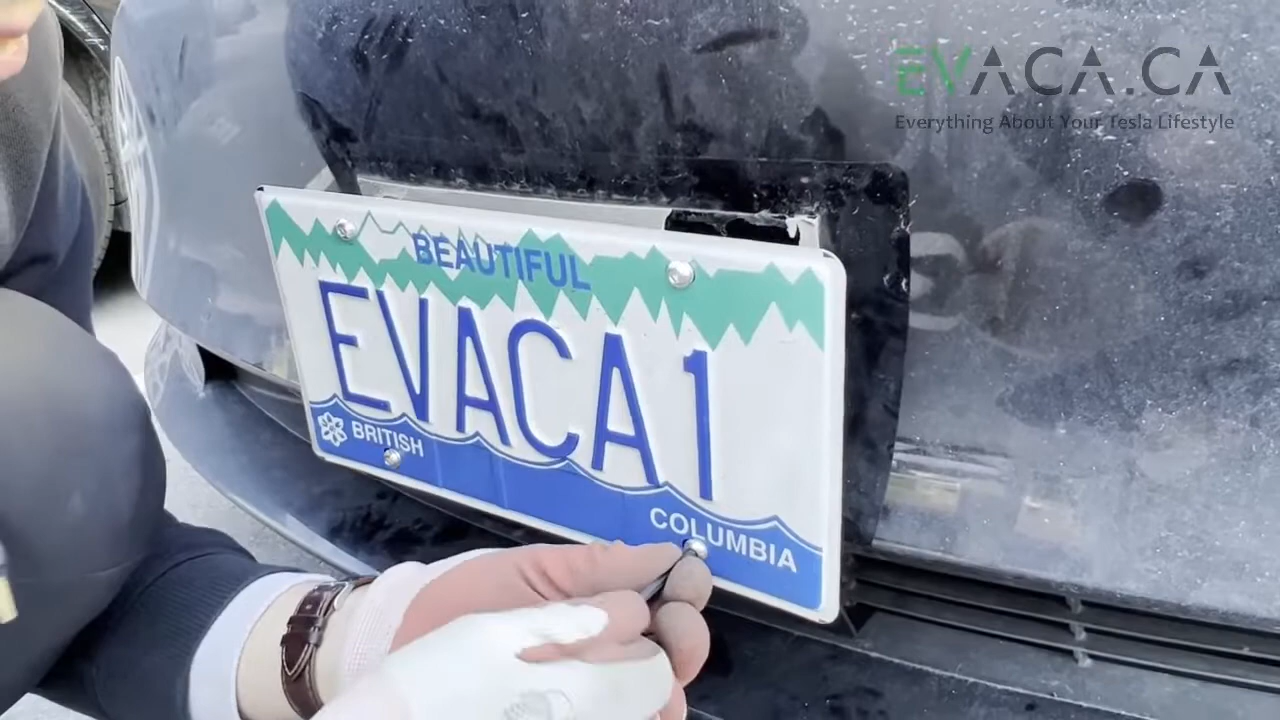 EVACA.CA
Everything About Your Tesla Lifestyle
BEAUTIFUL
EVACA1
BRITISH
COLUMBIA